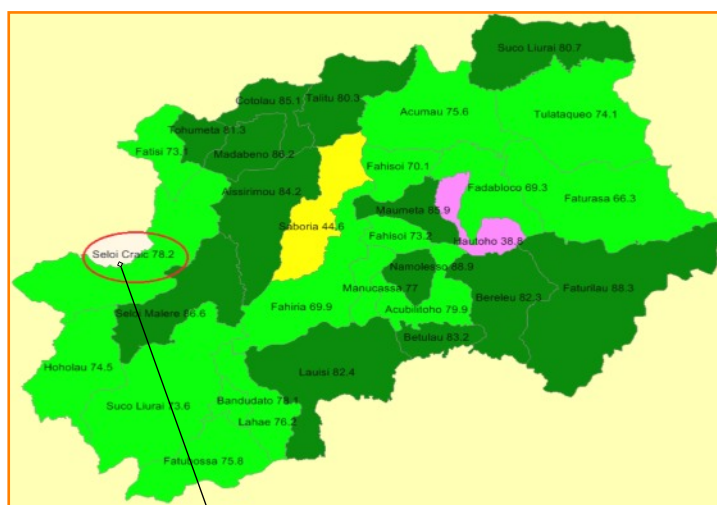 Suco Liurai 80.7
Cotolau 85.1
Talitu 80.3
Acumau 75.6
Tulataqueo 74.1
Tohumeta 81.3
Fatisi 73.1
Madabeno 86.2
Fahisoi 70.1
Aissirimou 84.2
Fadabloco 69.3
Faturasa 66.3
Maumeta 85.9
Saboria 44.6
Fahisoi 73.2
Hautoho 38.8
Seloi Craic 78.2
Namolesso 88.9
Manucassa 77
Bereleu 82.3
Faturilau 88.3
Fahiria 69.9
Acubilitoho 79.9
Seloi Malere 86.6
Betulau 83.2
Hoholau 74.5
Lauisi 82.4
Suco Liurai 73.6
Bandudato 78.1
Lahae 76.2
Fatubossa 75.8